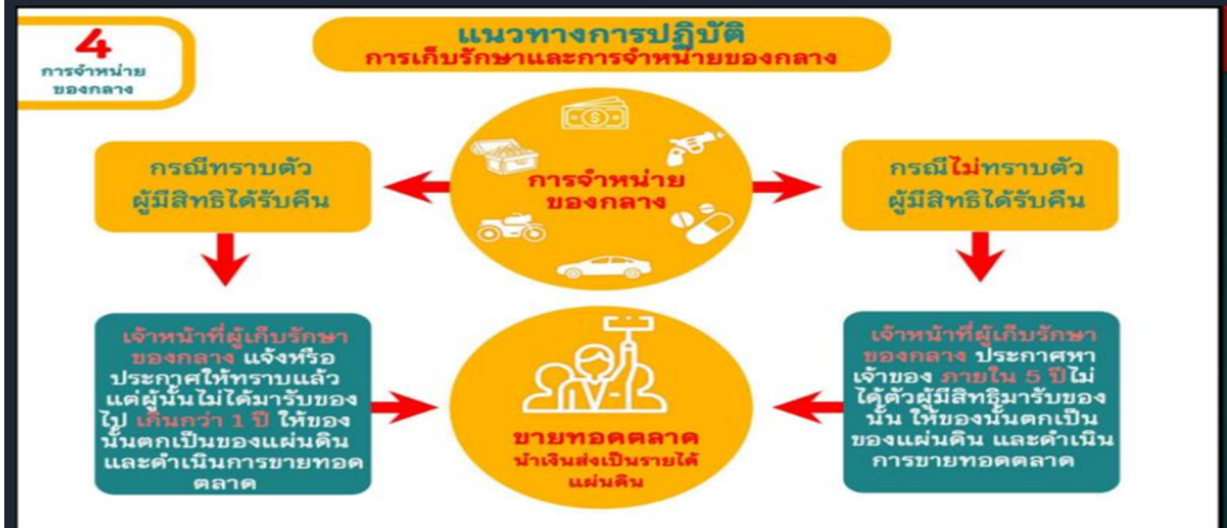 4
การจำหน่าย
ของกลาง
แนวทางการปฏิบัติ
การเก็บรักษาและการจำหน่ายของกลาง
กรณีทราบตัว
ผู้มีสิทธิได้รับคืน
การจำหน่าย
ของกลาง
กรณีไม่ทราบตัว
ผู้มีสิทธิได้รับคืน
เจ้าหน้าที่ผู้เก็บรักษา
ของกลาง แจ้งหรือ
ประกาศให้ทราบแล้ว
แต่ผู้นั้นไม่ได้มารับของ
ไป เกินกว่า 1 ปี ให้ของ
นั้นตกเป็นของแผ่นดิน
และดำเนินการขายทอด
ตลาด
ขายทอดตลาด
นำเงินส่งเป็นรายได้
แผ่นดิน
เจ้าหน้าที่ผู้เก็บรักษา
ของกลาง ประกาศหา
เจ้าของ ภายใน 5 ปีไม่
ได้ตัวผู้มีสิทธิมารับของ
นั้น ให้ของนั้นตกเป็น
ของแผ่นดิน และดำเนิน
การขายทอดตลาด